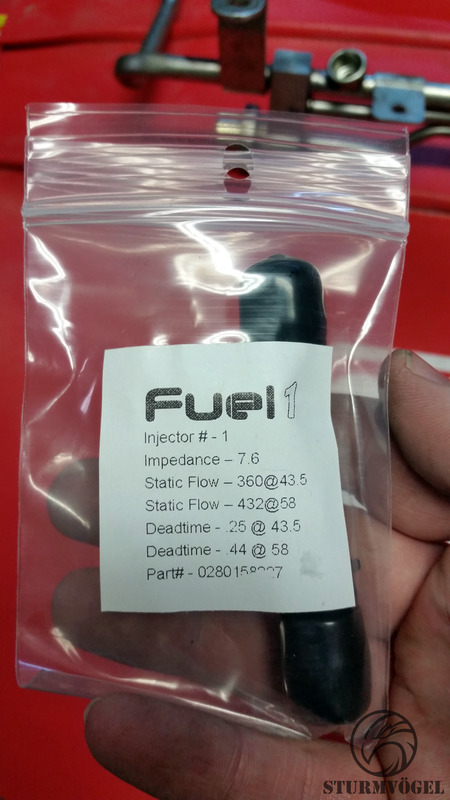 Fuel 1
Injector # - 1
Impedance – 7.6
Static Flow – 360@43.5
Static Flow – 432@58
Deadtime - .25 @ 43.5
Deadtime - .44 @ 58
Part# -
STURMVÖGEL